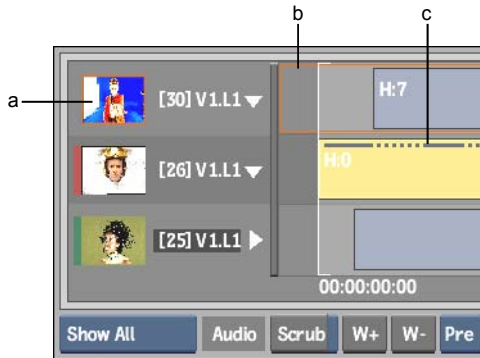 b c
a [30] V1.L1 H:7
[26] V1.L1 H:0
[25] V1.L1
00:00:00:00
Show All Audio Scrub W+ W- Pre